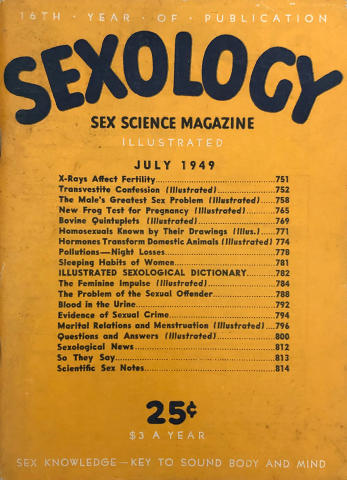 16TH · YEAR · OF · PUBLICATION
SEXOLOGY
SEX SCIENCE MAGAZINE
ILLUSTRATED
JULY 1949
X-Rays Affect Fertility 751
Transvestite Confession (Illustrated) 752
The Male's Greatest Sex Problem (Illustrated) 758
New Frog Test for Pregnancy (Illustrated) 765
Bovine Quintuplets (Illustrated) 769
Homosexuals Known by Their Drawings (Illus.) 771
Hormones Transform Domestic Animals (Illustrated) 774
Pollutions—Night Losses 778
Sleeping Habits of Women 781
ILLUSTRATED SEXOLOGICAL DICTIONARY 782
The Feminine Impulse (Illustrated) 784
The Problem of the Sexual Offender 788
Blood in the Urine 792
Evidence of Sexual Crime 794
Marital Relations and Menstruation (Illustrated) 796
Questions and Answers (Illustrated) 800
Sexological News 812
So They Say 813
Scientific Sex Notes 814
25¢
$3 A YEAR
SEX KNOWLEDGE — KEY TO SOUND BODY AND MIND